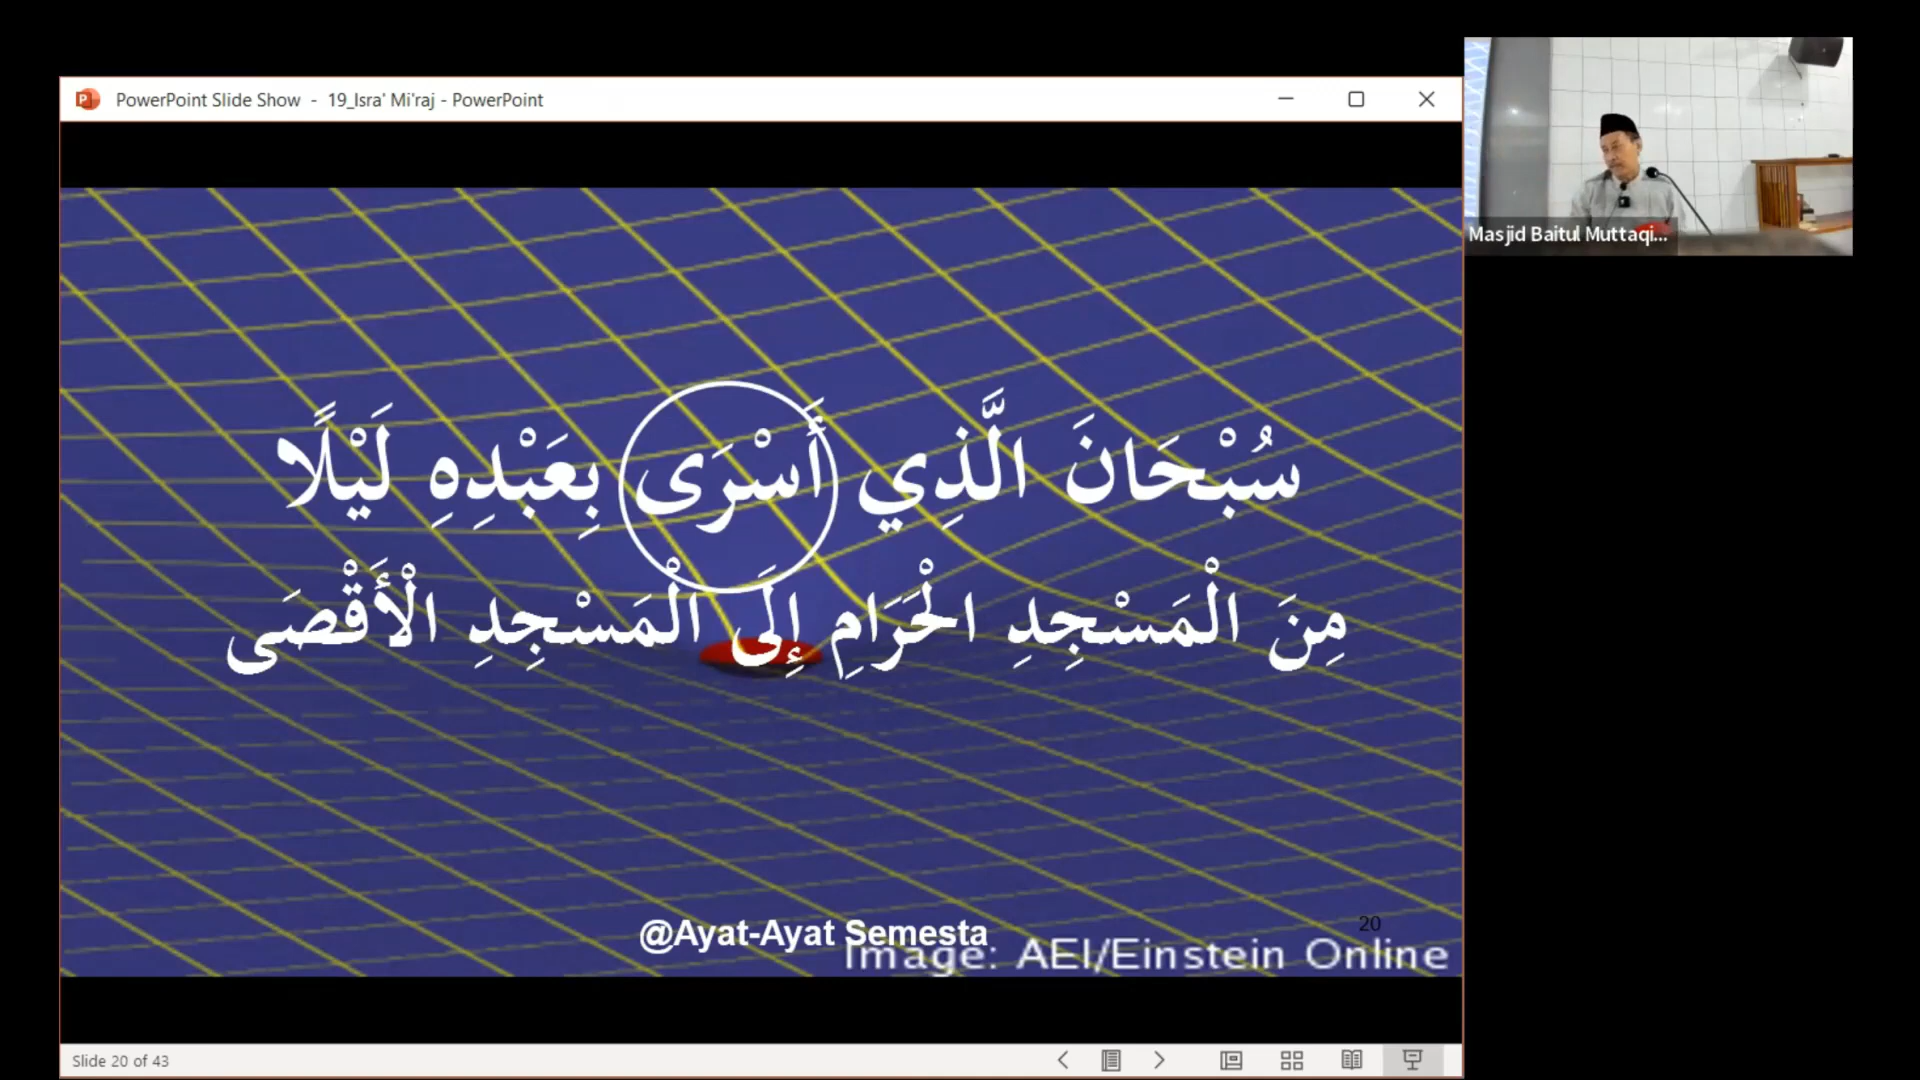 PowerPoint Slide Show - 19_Isra' Mi'raj - PowerPoint
Masjid Baitul Muttaqi...
سُبْحَانَ الَّذِي أَسْرَى بِعَبْدِهِ لَيْلًا
مِنَ الْمَسْجِدِ الْحَرَامِ إِلَى الْمَسْجِدِ الْأَقْصَى
20
@Ayat-Ayat Semesta
Image: AEI/Einstein Online
Slide 20 of 43